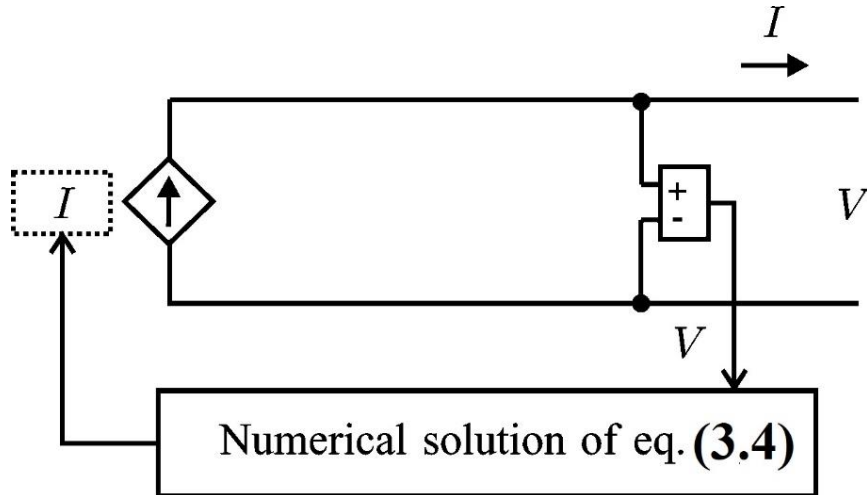 I
I
+
-
V
V
Numerical solution of eq. (3.4)